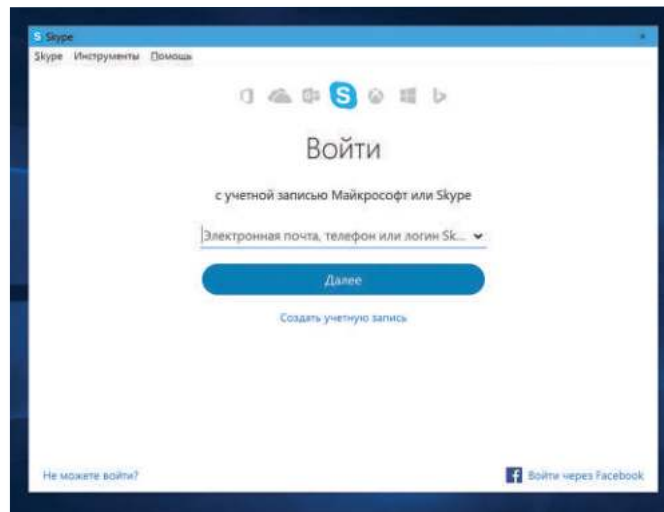 Skype
Skype Инструменты Помощь
S
Войти
с учетной записью Майкрософт или Skype
Электронная почта, телефон или логин Sk...
Далее
Создать учетную запись
Не можете войти?
Войти через Facebook